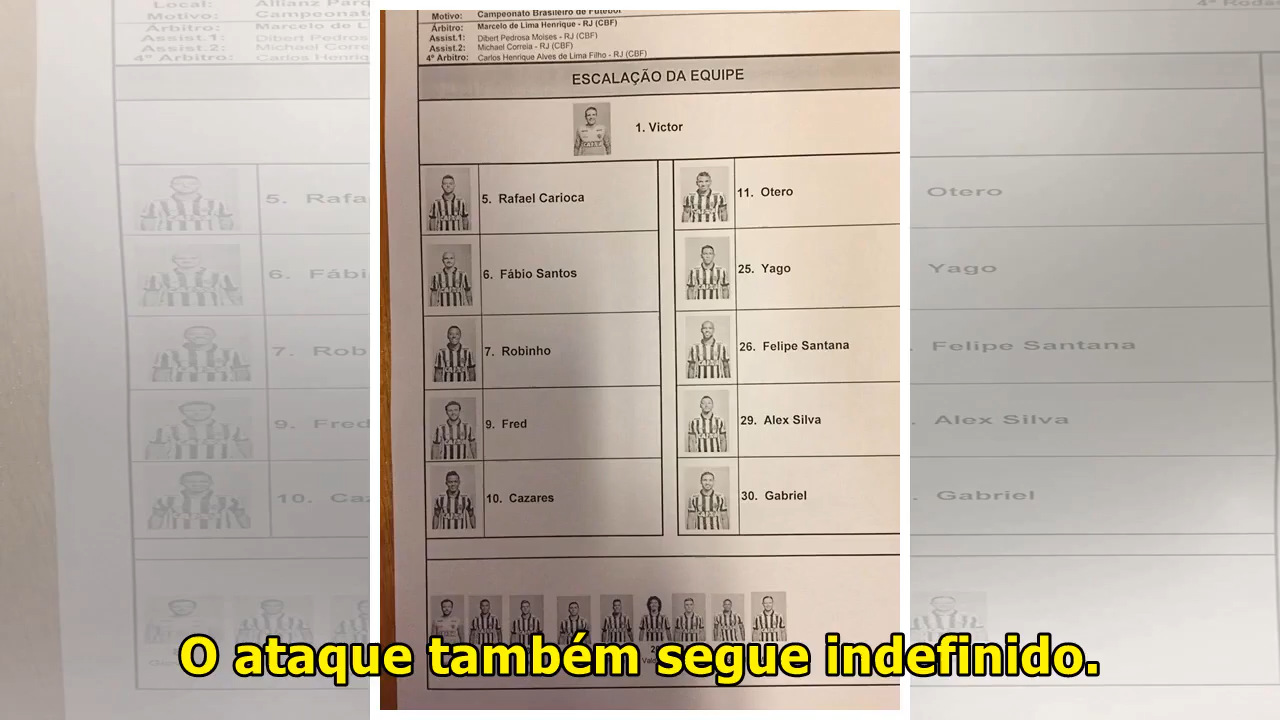 Motivo: Campeonato Brasileiro de Futebol
Árbitro: Marcelo de Lima Henrique - RJ (CBF)
Assist.1: Dibert Pedrosa Moises - RJ (CBF)
Assist.2: Michael Correia - RJ (CBF)
4º Arbitro: Carlos Henrique Alves de Lima Filho - RJ (CBF)
ESCALAÇÃO DA EQUIPE
1. Victor
5. Rafael Carioca
11. Otero
6. Fábio Santos
25. Yago
7. Robinho
26. Felipe Santana
9. Fred
29. Alex Silva
10. Cazares
30. Gabriel
O ataque também segue indefinido.